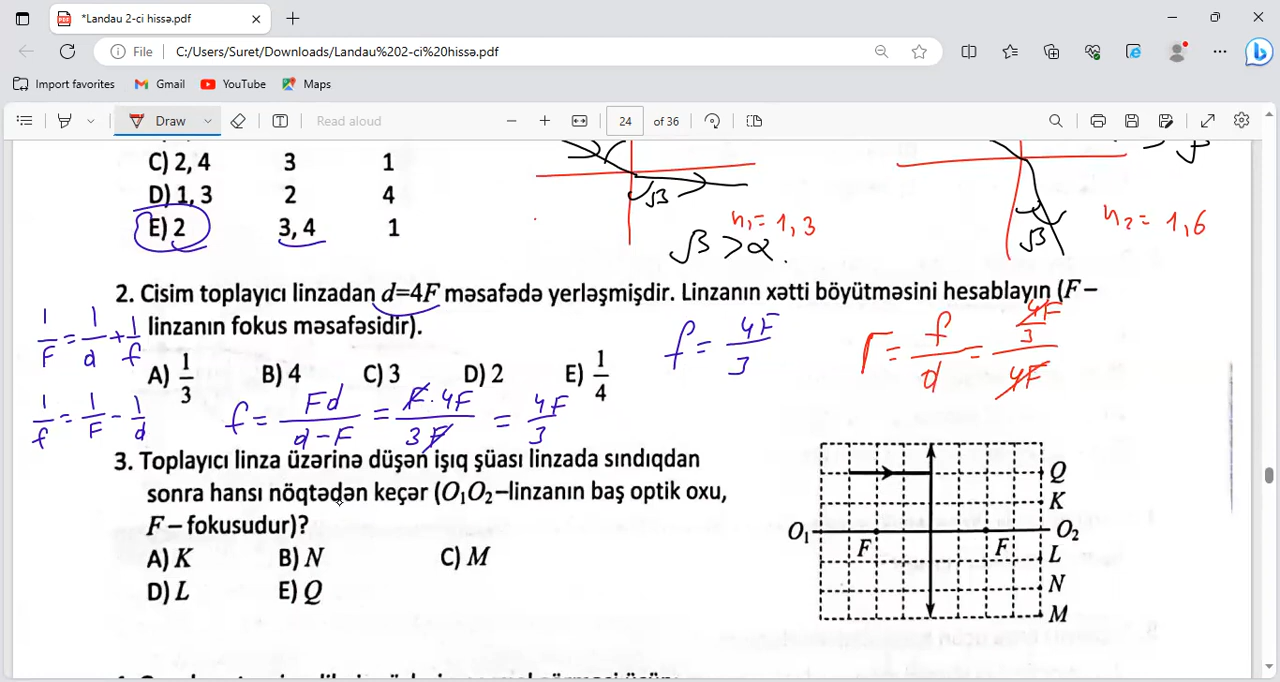 *Landau 2-ci hissə.pdf
File | C:/Users/Suret/Downloads/Landau%202-ci%20hissə.pdf
Import favorites Gmail YouTube Maps
Draw Read aloud 24 of 36
C) 2, 4 3 1
D) 1, 3 2 4
E) 2 3, 4 1
β
n₁ = 1,3
β > α.
β
β
n₂ = 1,6
2. Cisim toplayıcı linzadan d=4F məsafədə yerləşmişdir. Linzanın xətti böyütməsini hesablayın (F –
linzanın fokus məsafəsidir).
1/F = 1/d + 1/f
f = 4F/3
Γ = f/d = (4F/3)/4F
A) 1/3 B) 4 C) 3 D) 2 E) 1/4
1/f = 1/F - 1/d
f = Fd/(d-F) = F·4F/3F = 4F/3
3. Toplayıcı linza üzərinə düşən işıq şüası linzada sındıqdan
sonra hansı nöqtədən keçər (O₁O₂–linzanın baş optik oxu,
F – fokusudur)?
A) K B) N C) M
D) L E) Q
Q
K
O₁ O₂
F F L
N
M